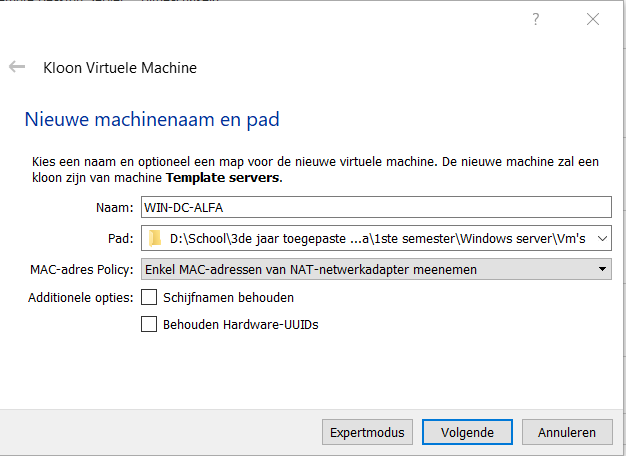 ?
Kloon Virtuele Machine
Nieuwe machinenaam en pad
Kies een naam en optioneel een map voor de nieuwe virtuele machine. De nieuwe machine zal een
kloon zijn van machine Template servers.
Naam: WIN-DC-ALFA
Pad: D:\School\3de jaar toegepaste ...a\1ste semester\Windows server\Vm's
MAC-adres Policy: Enkel MAC-adressen van NAT-netwerkadapter meenemen
Additionele opties: Schijfnamen behouden
Behouden Hardware-UUIDs
Expertmodus Volgende Annuleren